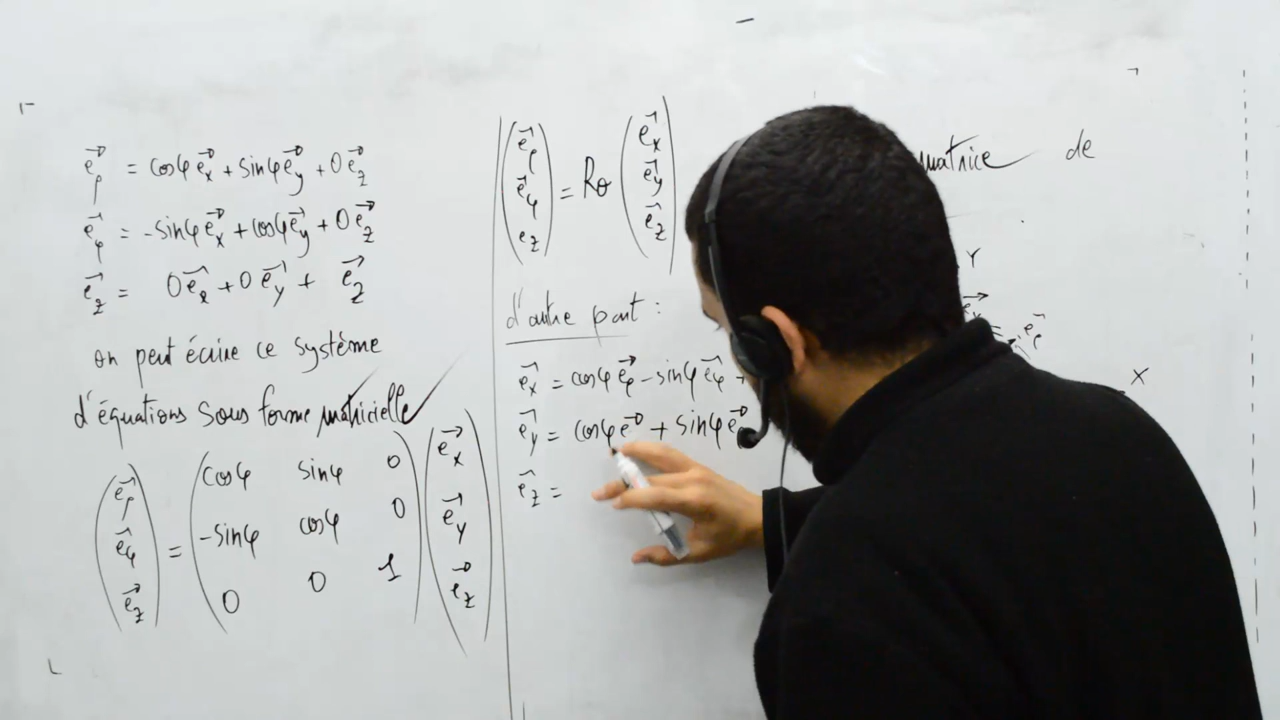 e⃗ρ = cosφ e⃗x + sinφ e⃗y + 0 e⃗z
e⃗φ = -sinφ e⃗x + cosφ e⃗y + 0 e⃗z
e⃗z = 0 e⃗x + 0 e⃗y + e⃗z
on peut écrire ce système
d'équations sous forme matricielle
(e⃗ρ e⃗φ e⃗z) = (cosφ sinφ 0 -sinφ cosφ 0 0 0 1) (e⃗x e⃗y e⃗z)
(e⃗ρ e⃗φ ez) = Ro (e⃗x e⃗y e⃗z)
matrice de
Y
e⃗ρ
X
d'autre part :
e⃗x = cosφ e⃗ρ - sinφ e⃗φ +
e⃗y = cosφ e⃗ + sinφ e⃗
e⃗z =